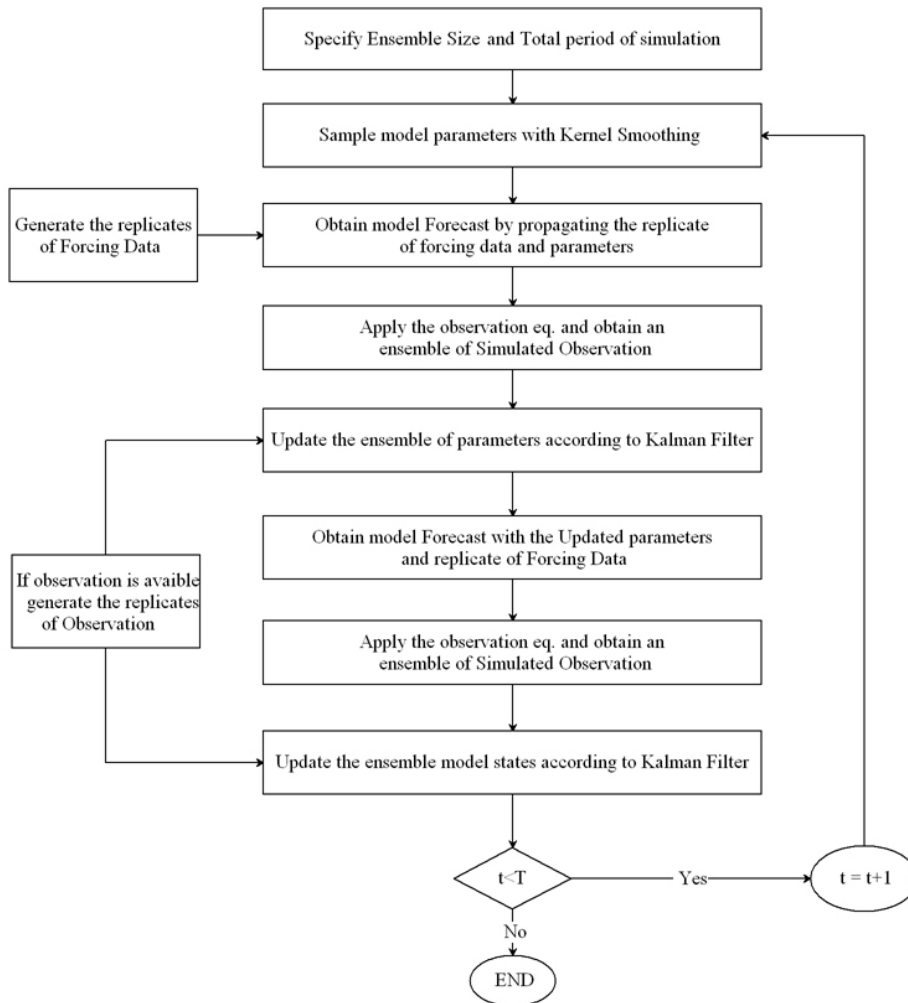 Specify Ensemble Size and Total period of simulation
Sample model parameters with Kernel Smoothing
Generate the replicates
of Forcing Data
Obtain model Forecast by propagating the replicate
of forcing data and parameters
Apply the observation eq. and obtain an
ensemble of Simulated Observation
Update the ensemble of parameters according to Kalman Filter
Obtain model Forecast with the Updated parameters
and replicate of Forcing Data
If observation is avaible
generate the replicates
of Observation
Apply the observation eq. and obtain an
ensemble of Simulated Observation
Update the ensemble model states according to Kalman Filter
t<T
Yes
t = t+1
No
END